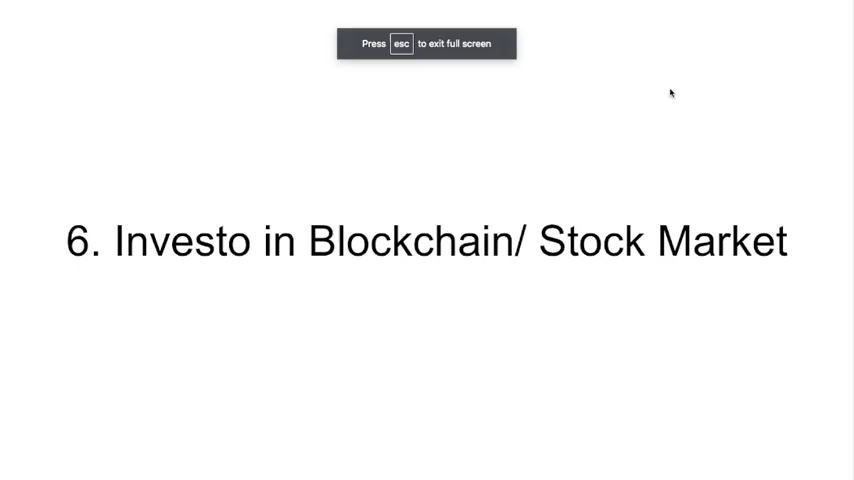 Press esc to exit full screen
6. Investo in Blockchain/ Stock Market